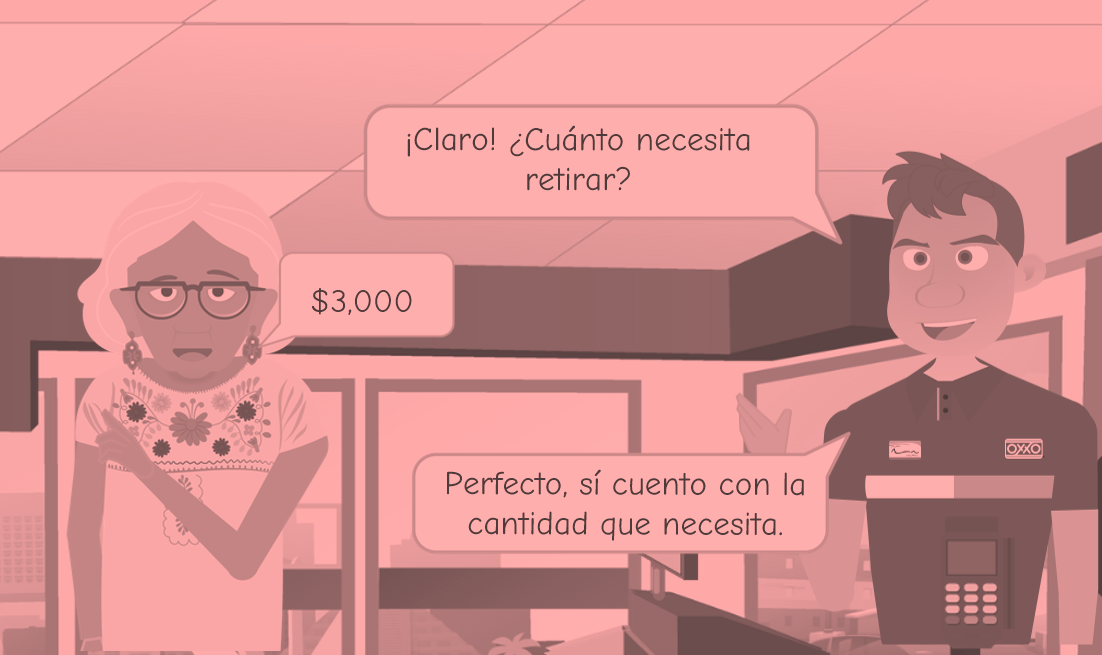 ¡Claro! ¿Cuánto necesita
retirar?
$3,000
Perfecto, sí cuento con la
cantidad que necesita.
OXXO